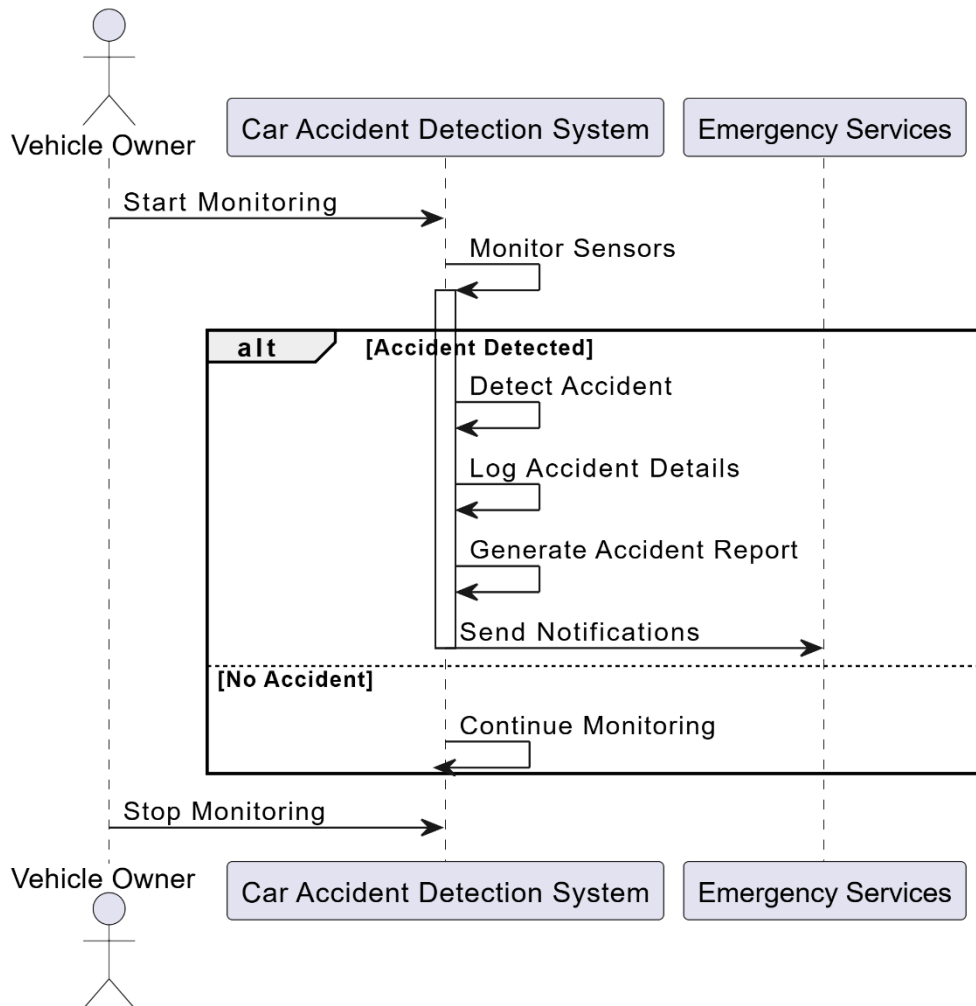 Vehicle Owner
Car Accident Detection System
Emergency Services
Start Monitoring
Monitor Sensors
alt
[Accident Detected]
Detect Accident
Log Accident Details
Generate Accident Report
Send Notifications
[No Accident]
Continue Monitoring
Stop Monitoring
Vehicle Owner
Car Accident Detection System
Emergency Services